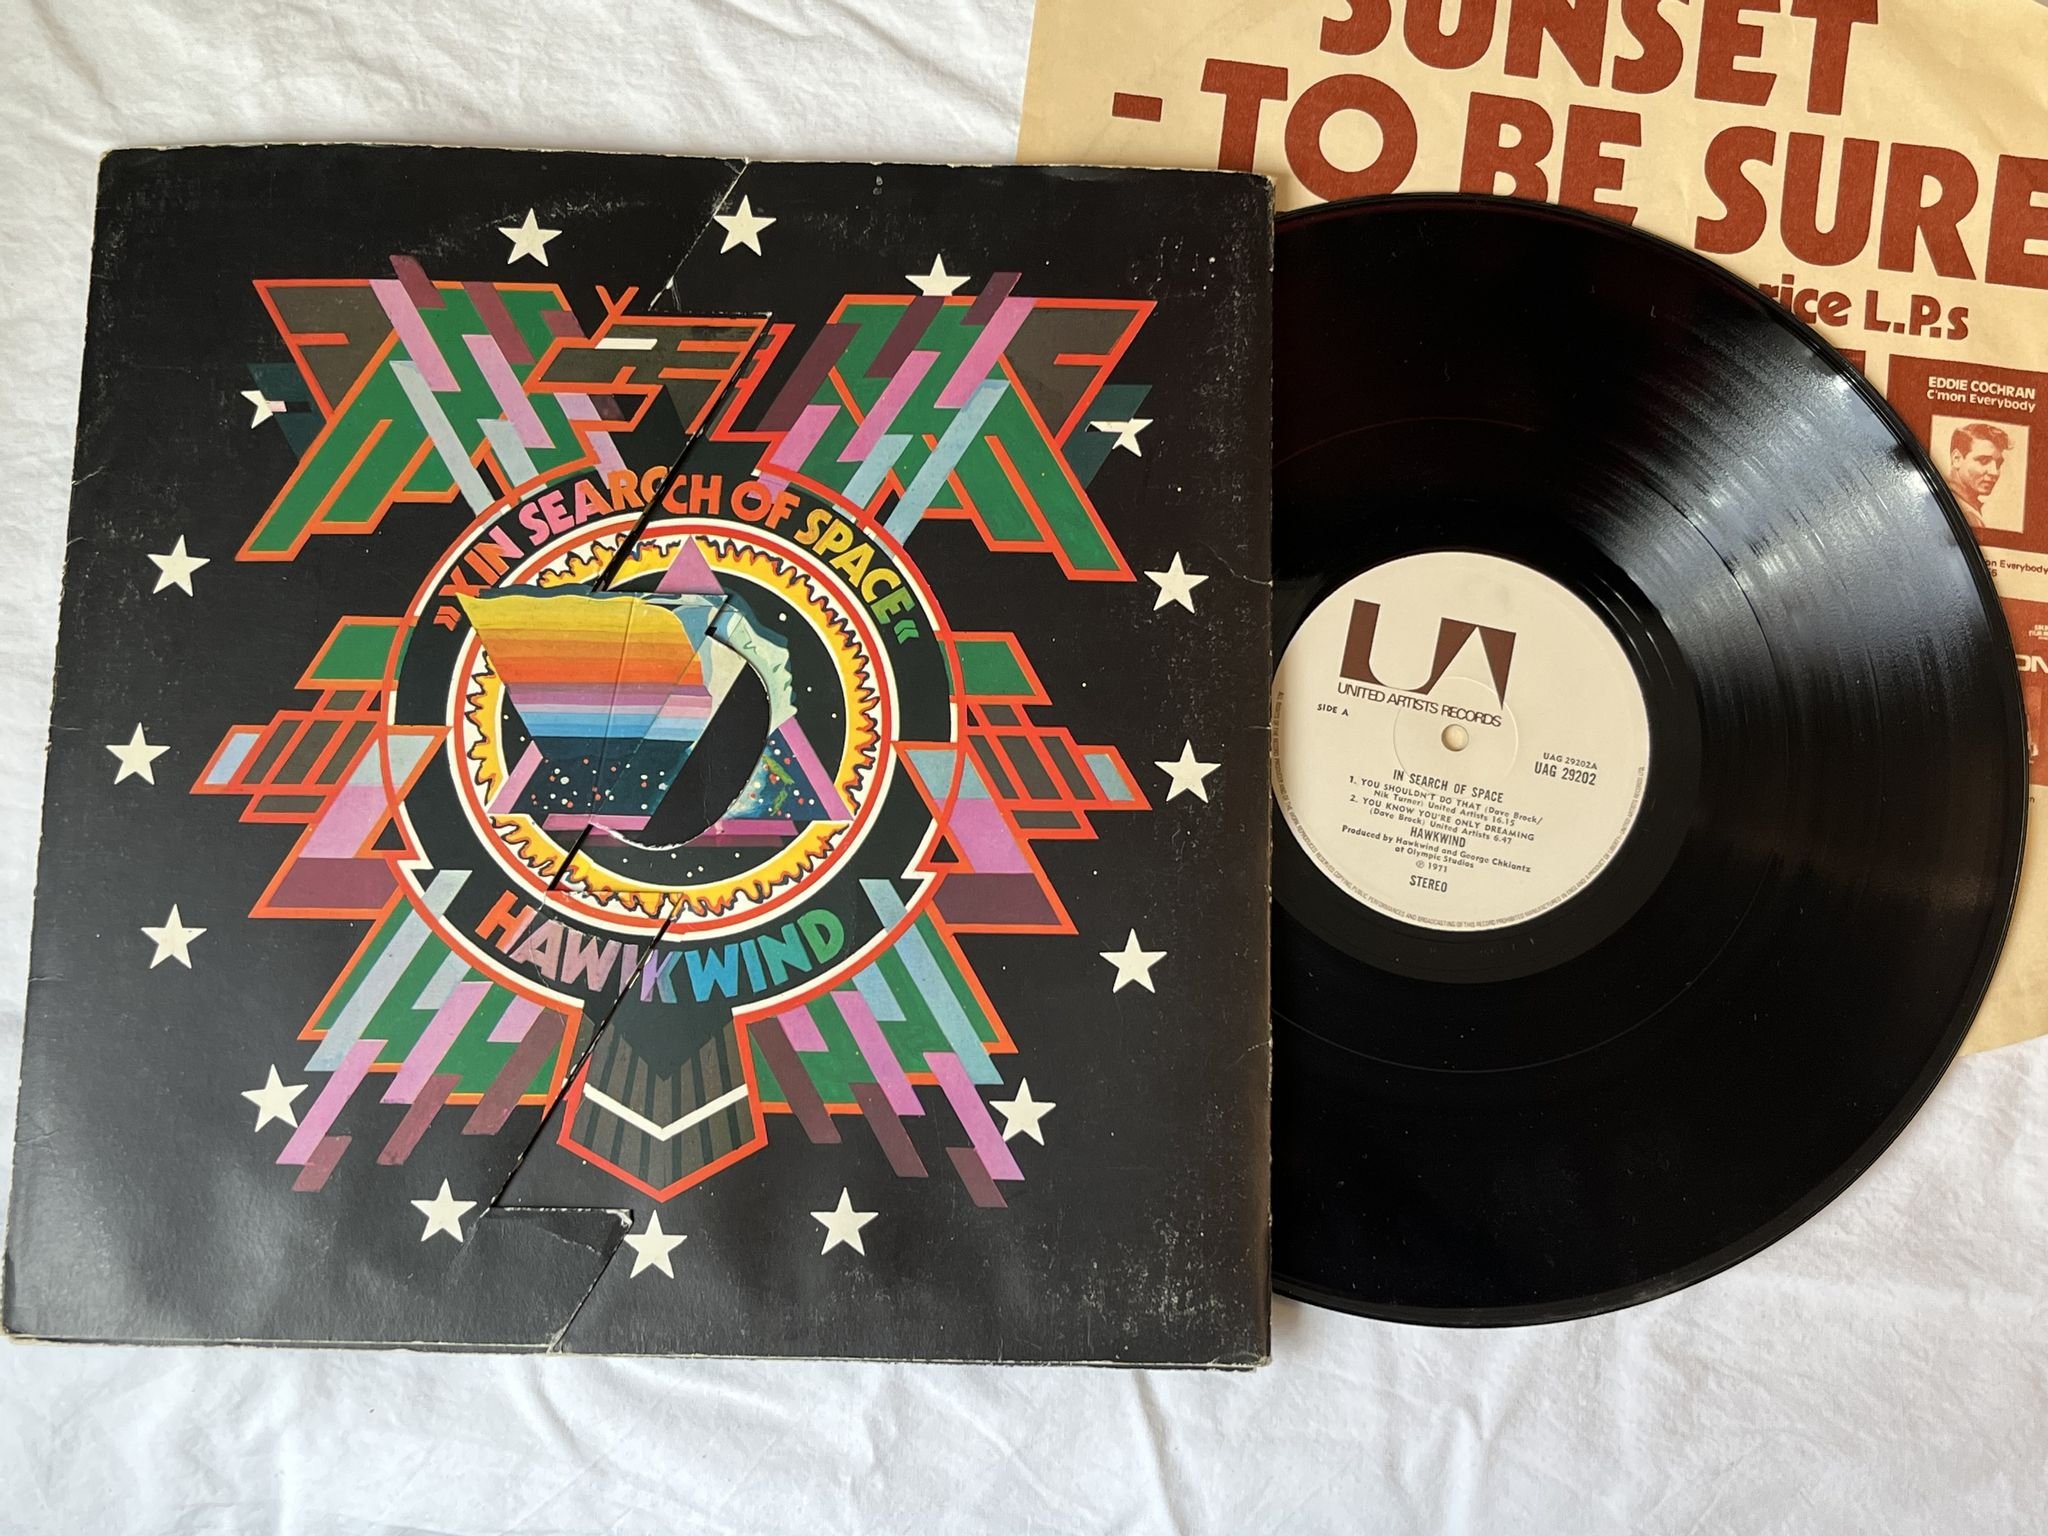 SUNSET
- TO BE SURE
rice L.P.s
EDDIE COCHRAN
C'mon Everybody
on Everybody
»X IN SEARCH OF SPACE«
HAWKWIND
UA
UNITED ARTISTS RECORDS
SIDE A
UAG 29202A
UAG 29202
IN SEARCH OF SPACE
1. YOU SHOULDN'T DO THAT (Dave Brock/
Nik Turner) United Artists 16.15
2. YOU KNOW YOU'RE ONLY DREAMING
(Dave Brock) United Artists 6.47
HAWKWIND
Produced by Hawkwind and George Chkiantz
at Olympic Studios
℗ 1971
STEREO